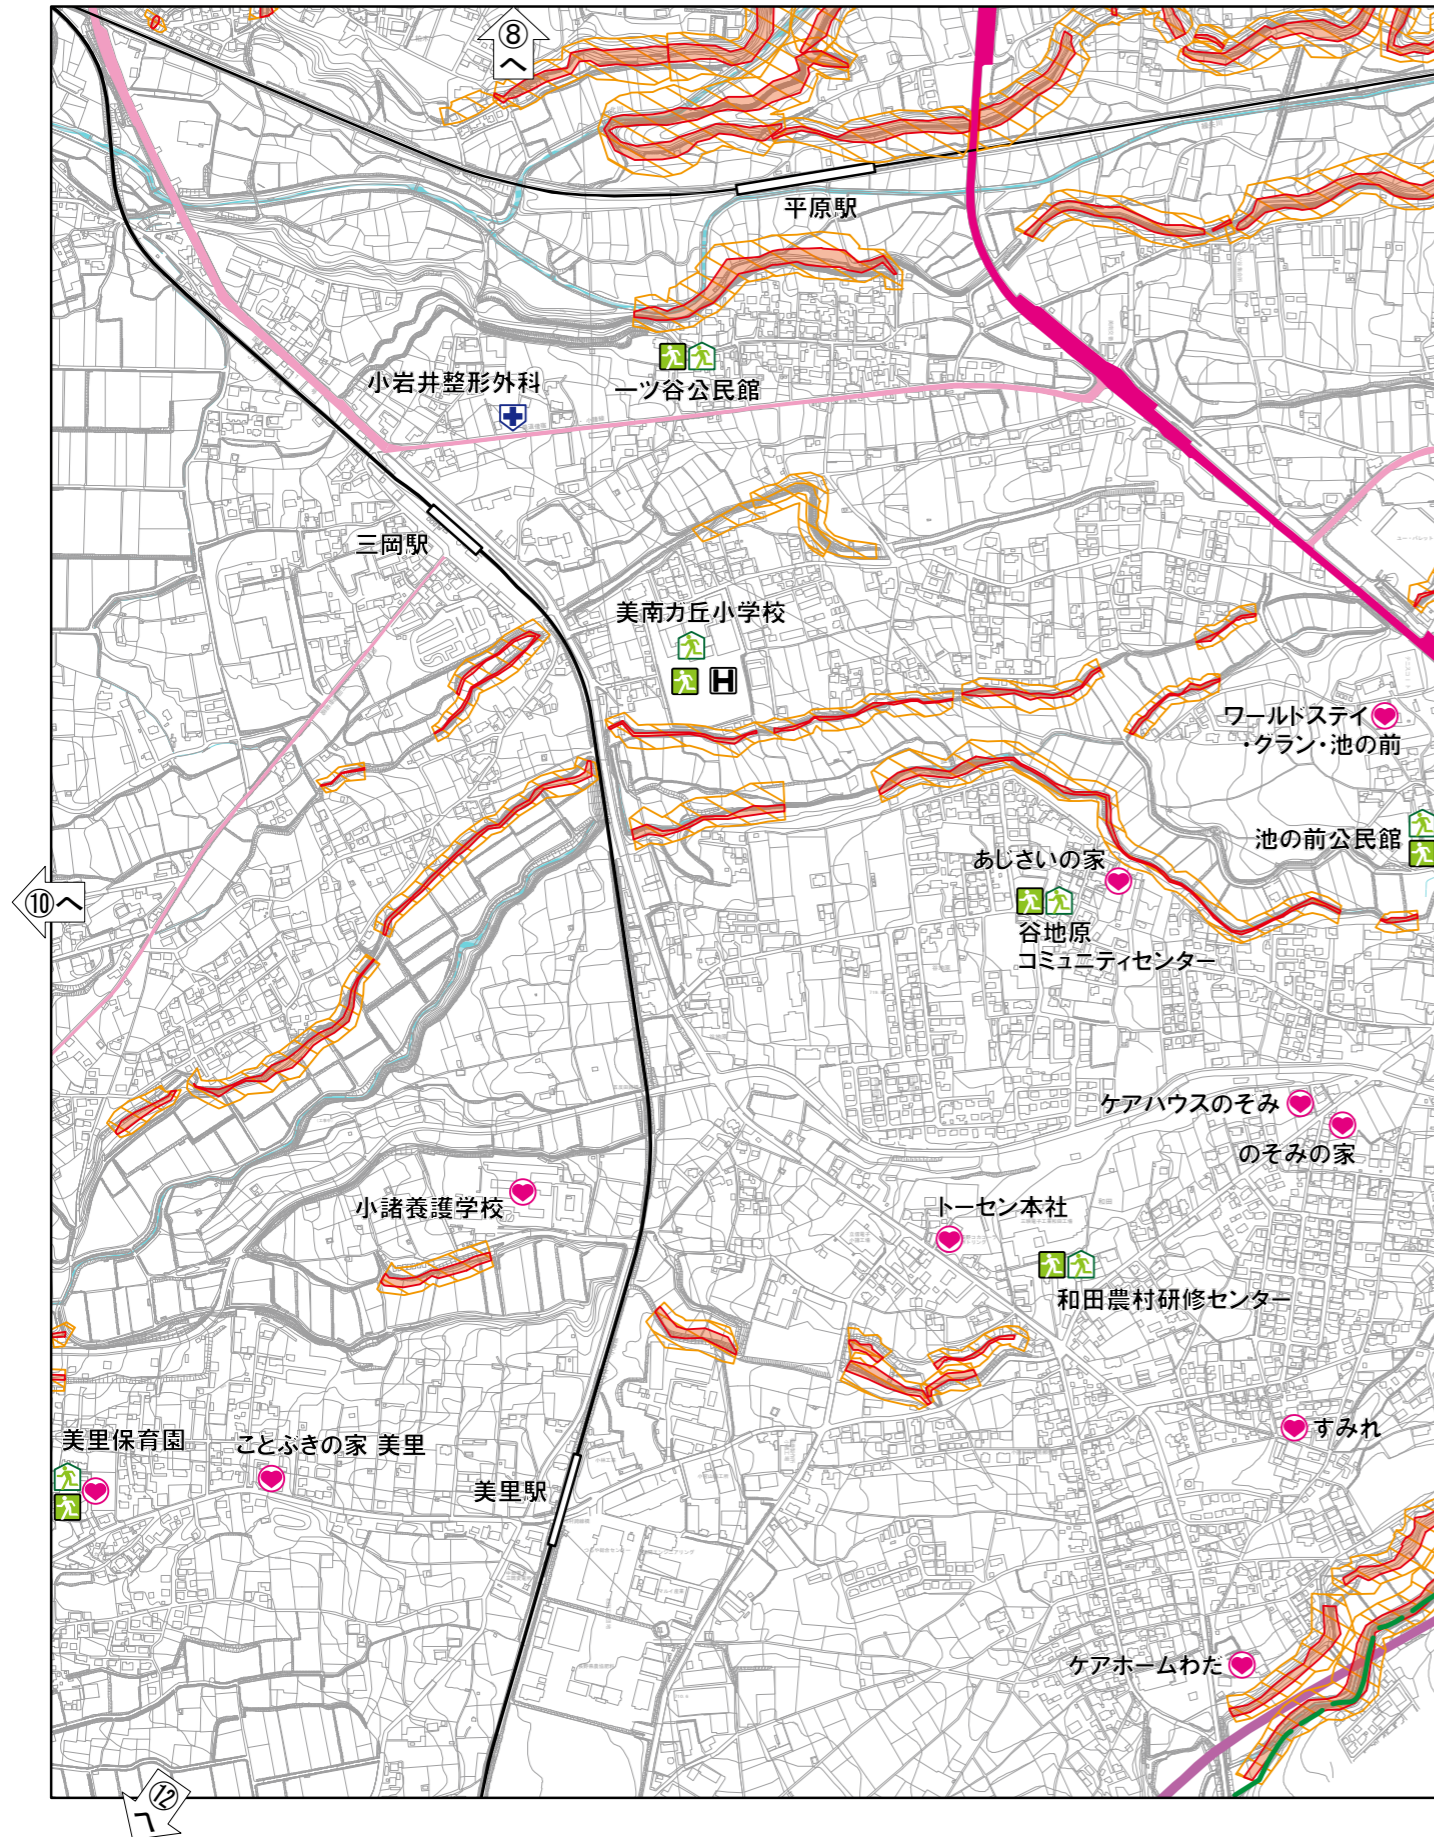 ⑧
へ
平原駅
小岩井整形外科
一ツ谷公民館
三岡駅
美南ガ丘小学校
H
ワールドステイ
・クラン・池の前
池の前公民館
あじさいの家
⑩へ
谷地原
コミュニティセンター
ケアハウスのぞみ
のぞみの家
小諸養護学校
トーセン本社
和田
和田農村研修センター
すみれ
美里保育園
ことぶきの家 美里
美里駅
ケアホームわだ
⑫
へ